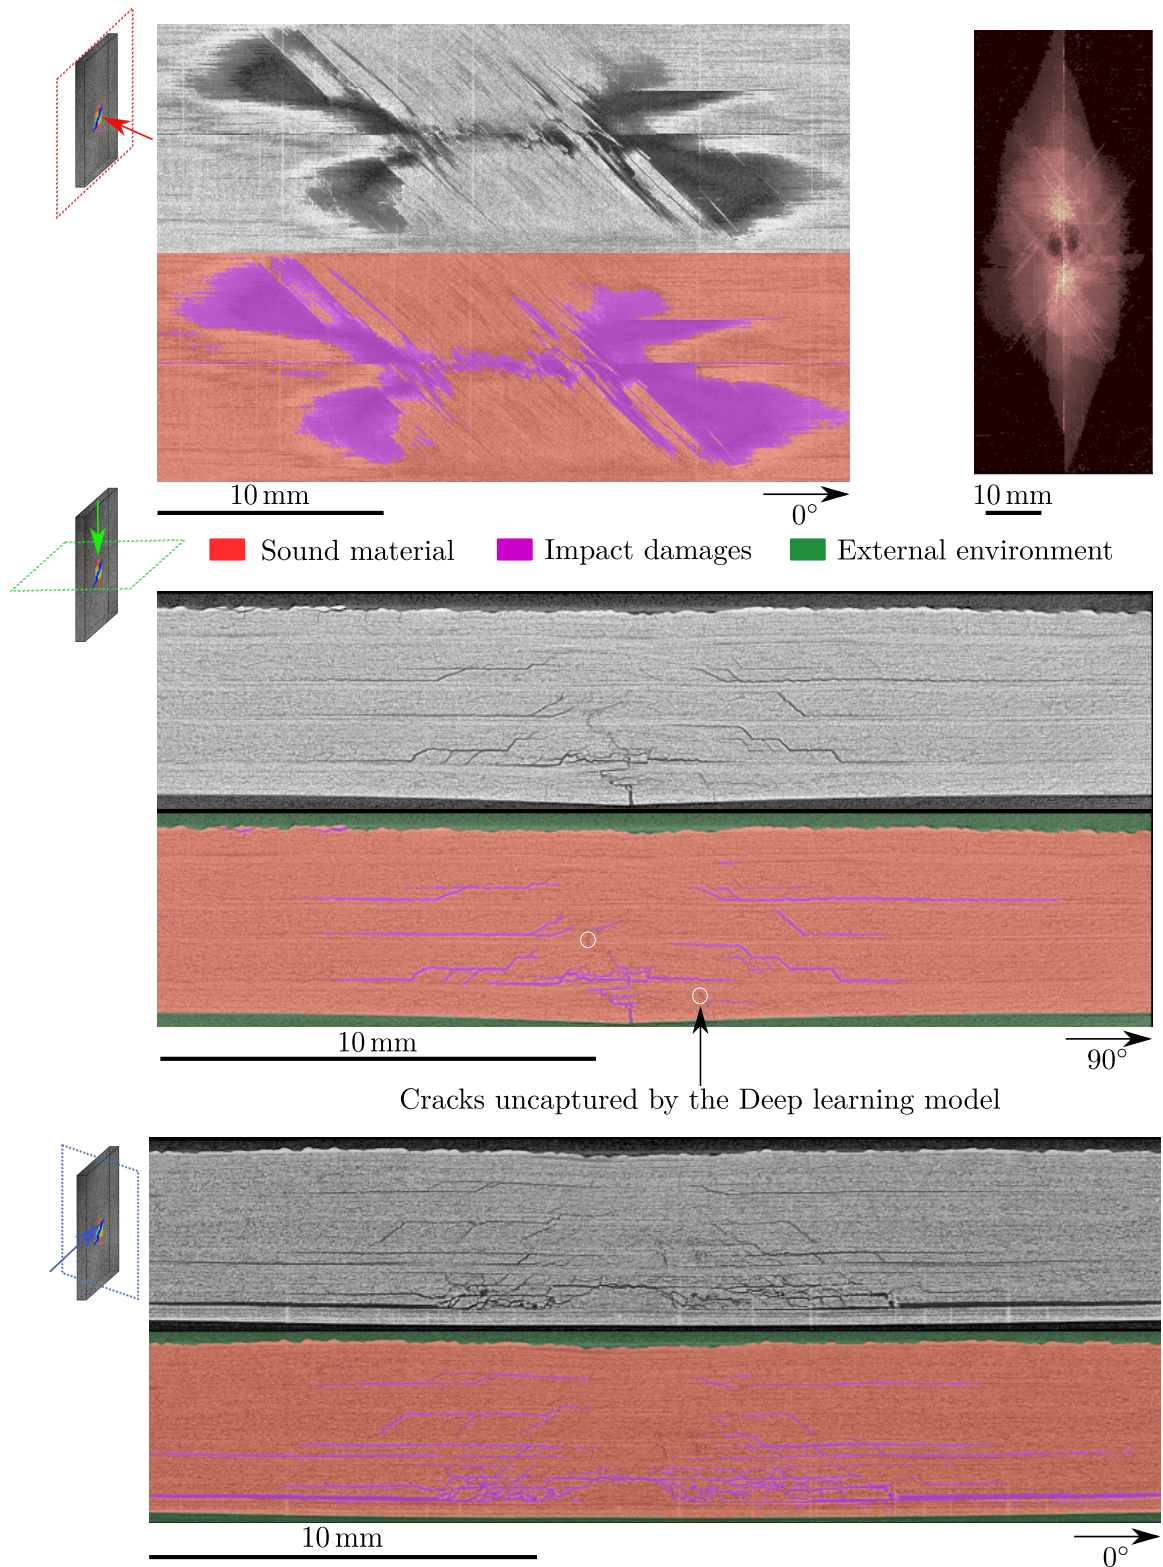 10 mm
0°
10 mm
Sound material
Impact damages
External environment
10 mm
90°
Cracks uncaptured by the Deep learning model
10 mm
0°